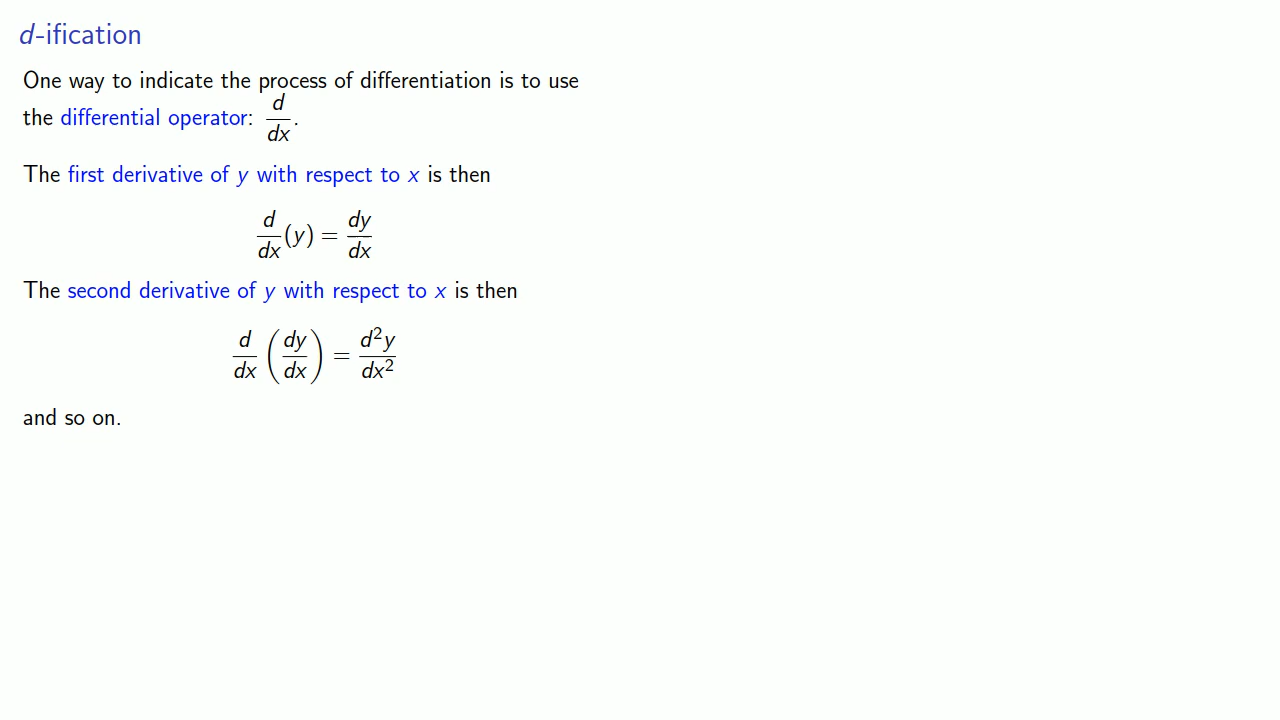 d-ification
One way to indicate the process of differentiation is to use
the differential operator: d/dx.
The first derivative of y with respect to x is then
d/dx(y) = dy/dx
The second derivative of y with respect to x is then
d/dx(dy/dx) = d²y/dx²
and so on.